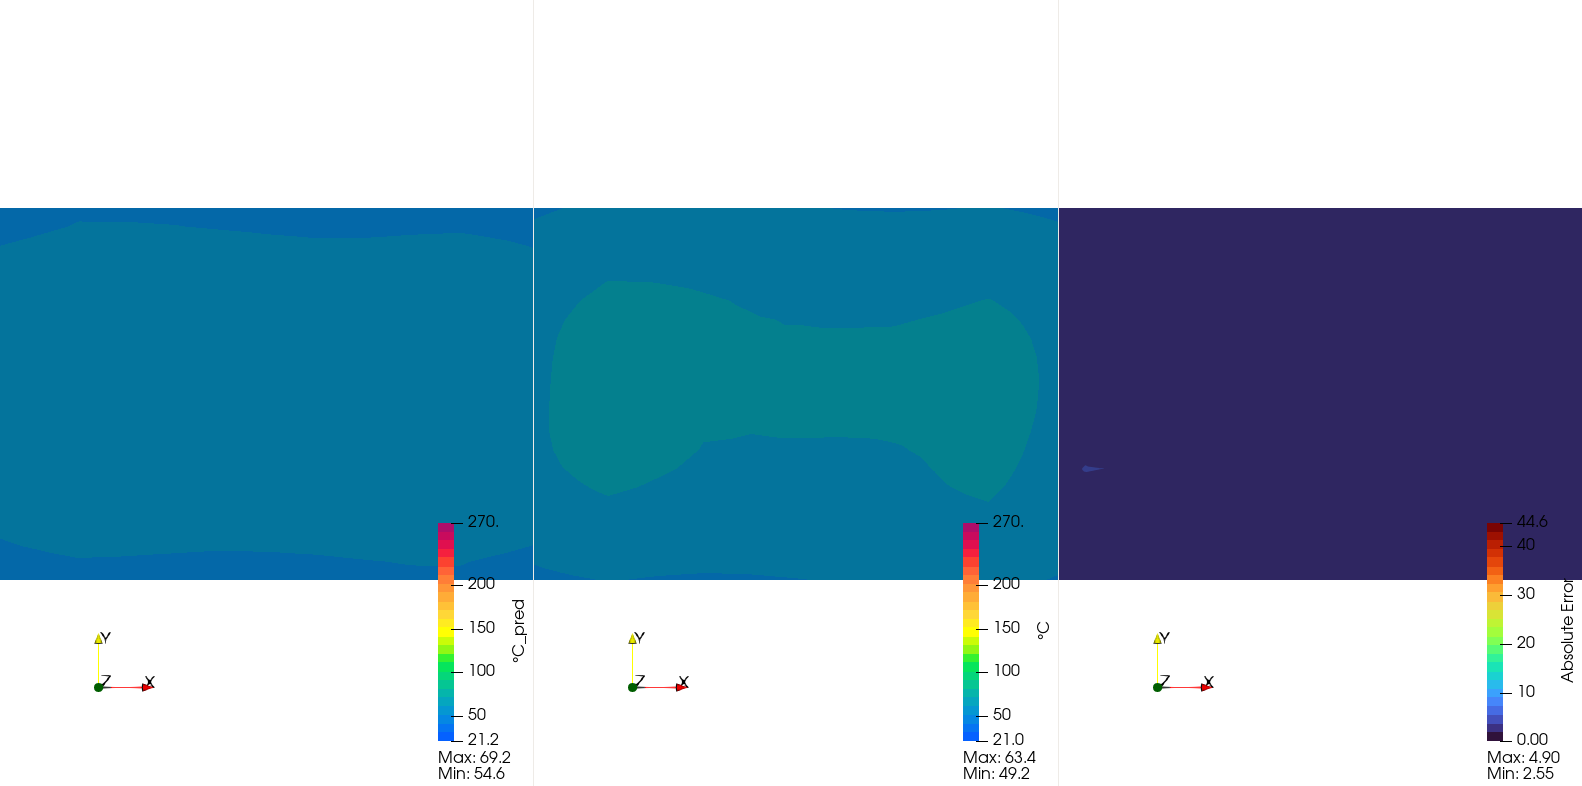 270.
200
150
100
50
21.2
°C_pred
Max: 69.2
Min: 54.6
Y
Z
X
270.
200
150
100
50
21.0
°C
Max: 63.4
Min: 49.2
Y
Z
X
44.6
40
30
20
10
0.00
Absolute Error
Max: 4.90
Min: 2.55
Y
Z
X